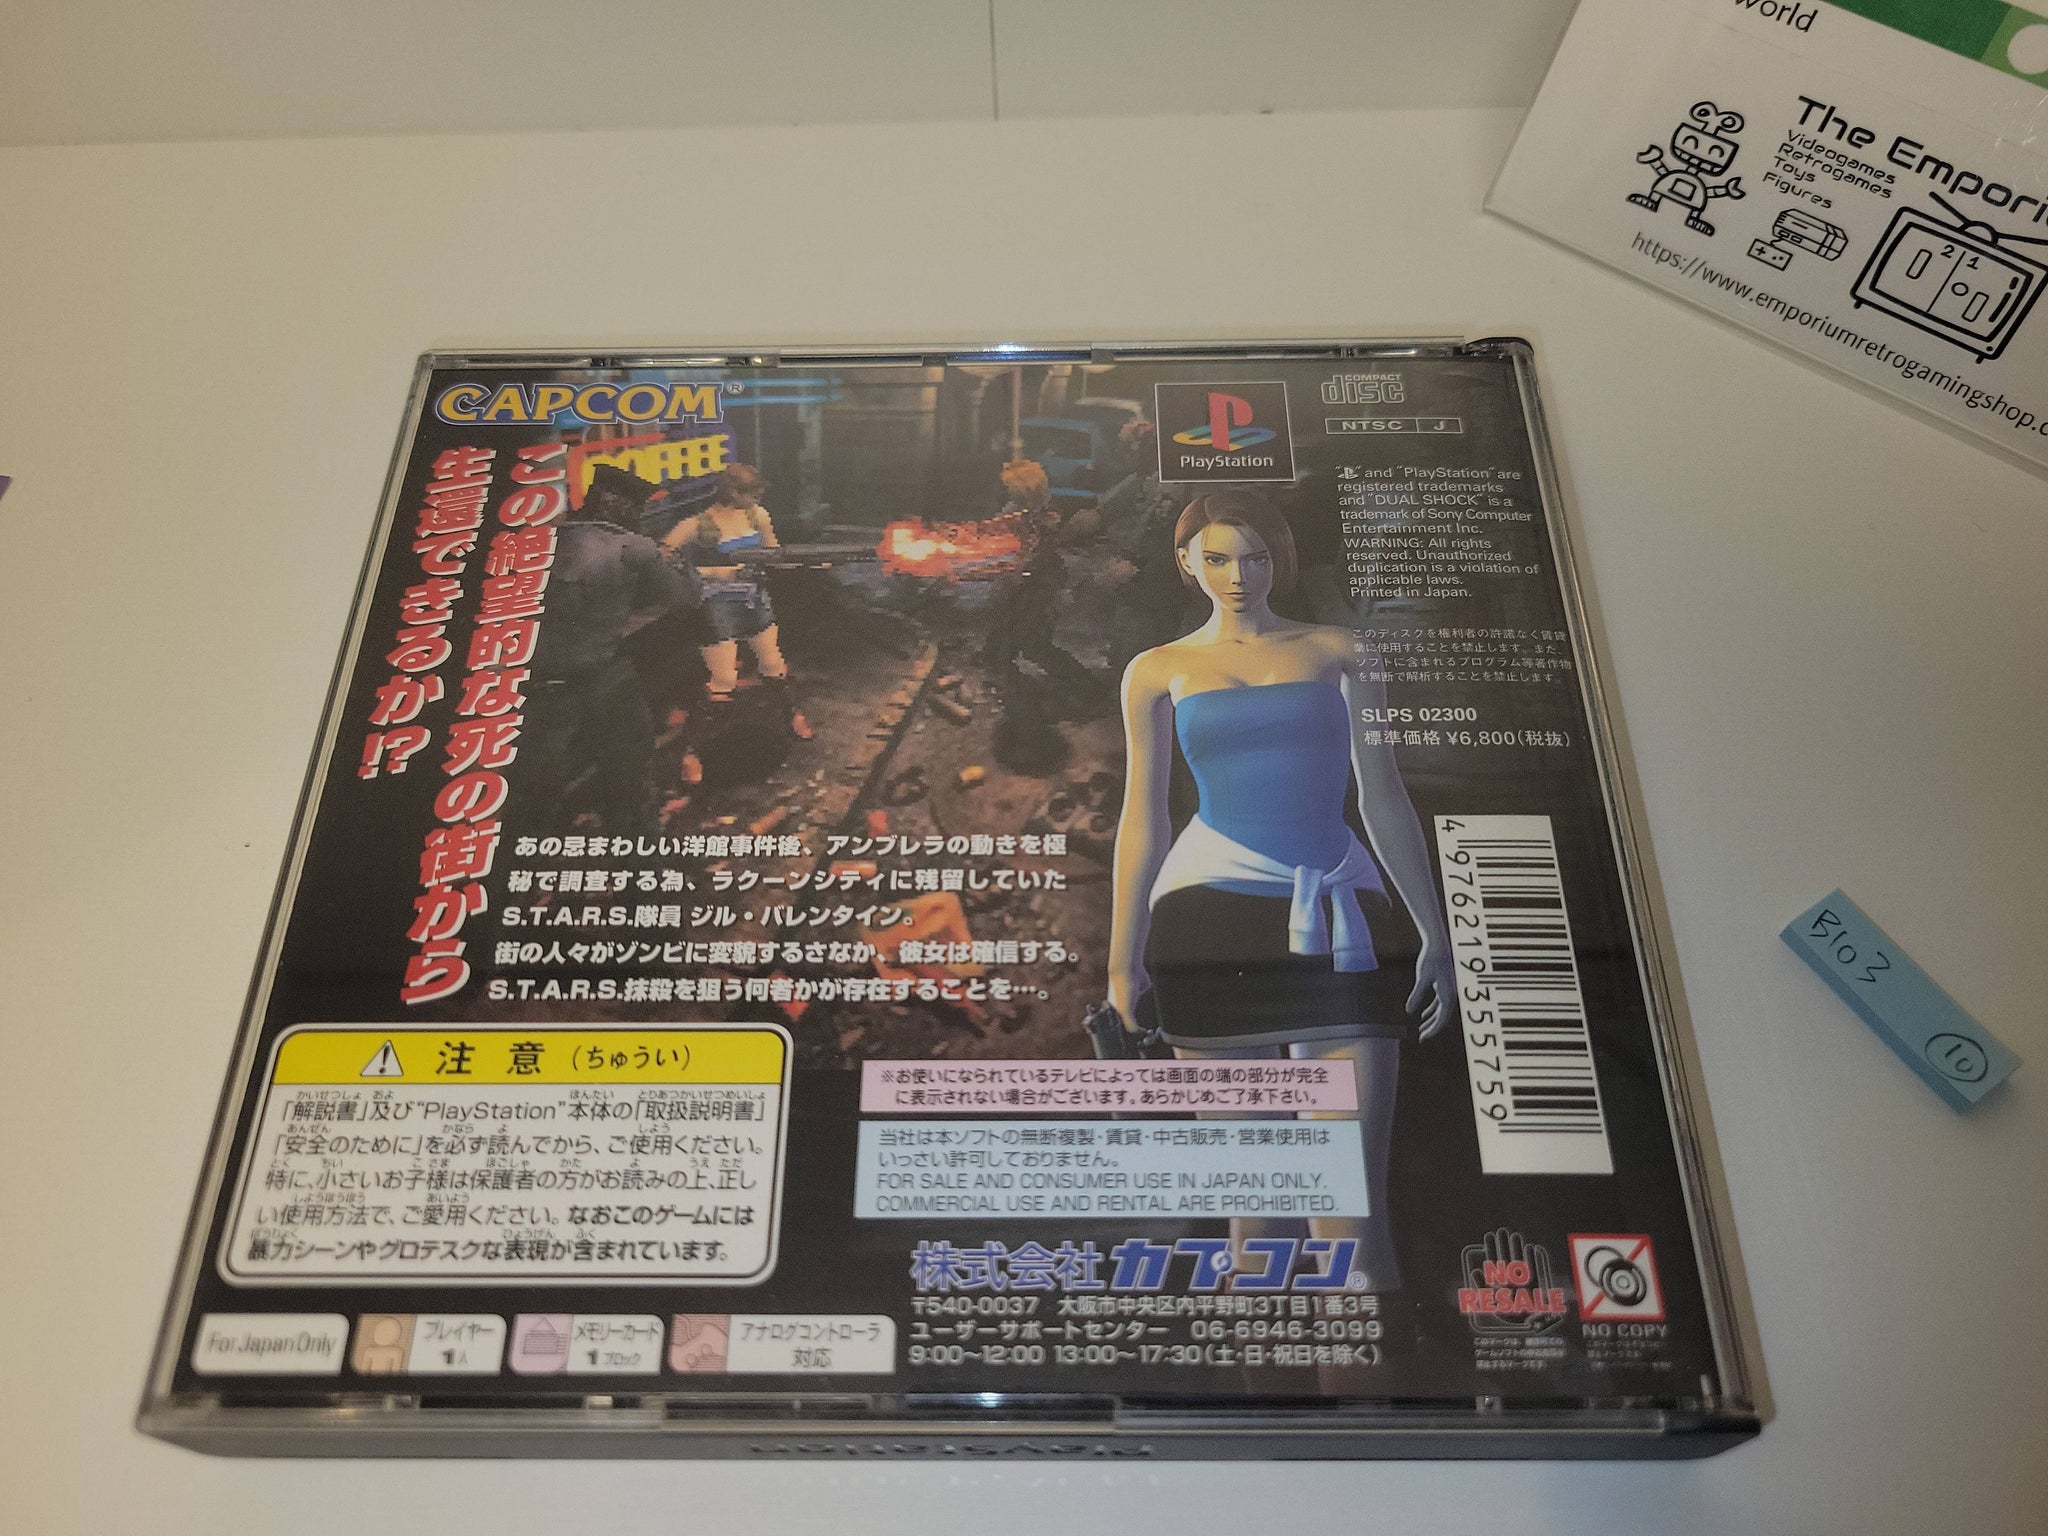 world
The Empori
Videogames
Retrogames
Toys
Figures
2 1
https://www.emporiumretrogamingshop.c
CAPCOM®
COFFEE
この絶望的な死の街から
生還できるか!?
PlayStation
COMPACT
disc
NTSC J
"PS" and "PlayStation" are
registered trademarks
and "DUAL SHOCK" is a
trademark of Sony Computer
Entertainment Inc.
WARNING: All rights
reserved. Unauthorized
duplication is a violation of
applicable laws.
Printed in Japan.
このディスクを権利者の許諾なく賃貸
業に使用することを禁止します。また、
ソフトに含まれるプログラム等著作物
を無断で解析することを禁止します。
SLPS 02300
標準価格 ¥6,800(税抜)
あの忌まわしい洋館事件後、アンブレラの動きを極
秘で調査する為、ラクーンシティに残留していた
S.T.A.R.S.隊員 ジル・バレンタイン。
街の人々がゾンビに変貌するさなか、彼女は確信する。
S.T.A.R.S.抹殺を狙う何者かが存在することを…。
4976219355759
BIO 3
10
注意(ちゅうい)
「解説書」及び“PlayStation”本体の「取扱説明書」
「安全のために」を必ず読んでから、ご使用ください。
特に、小さいお子様は保護者の方がお読みの上、正し
い使用方法で、ご愛用ください。なおこのゲームには
暴力シーンやグロテスクな表現が含まれています。
※お使いになられているテレビによっては画面の端の部分が完全
に表示されない場合がございます。あらかじめご了承下さい。
当社は本ソフトの無断複製・賃貸・中古販売・営業使用は
いっさい許可しておりません。
FOR SALE AND CONSUMER USE IN JAPAN ONLY.
COMMERCIAL USE AND RENTAL ARE PROHIBITED.
株式会社カプコン®
〒540-0037 大阪市中央区内平野町3丁目1番3号
ユーザーサポートセンター 06-6946-3099
9:00〜12:00 13:00〜17:30(土・日・祝日を除く)
NO
RESALE
NO COPY
For Japan Only
プレイヤー
1人
メモリーカード
1ブロック
アナログコントローラ
対応
PlayStation